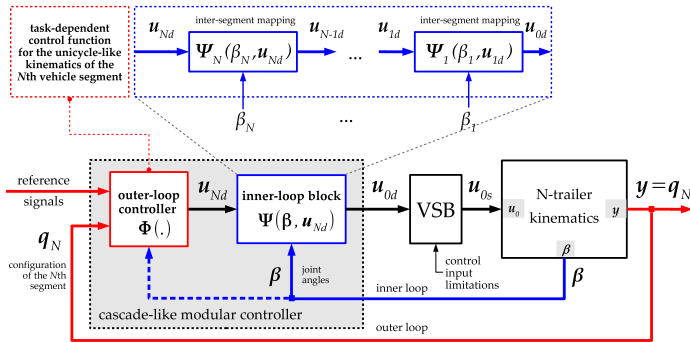 task-dependent
control function
for the unicycle-like
kinematics of the
Nth vehicle segment
u_Nd
inter-segment mapping
Ψ_N(β_N, u_Nd)
u_N-1d
...
u_1d
inter-segment mapping
Ψ_1(β_1, u_1d)
u_0d
β_N
...
β_1
reference
signals
q_N
configuration
of the Nth
segment
outer-loop
controller
Φ(.)
u_Nd
inner-loop block
Ψ(β, u_Nd)
u_0d
VSB
u_0s
N-trailer
kinematics
u_0
y
β
y=q_N
β
joint
angles
control
input
limitations
β
inner loop
cascade-like modular controller
outer loop